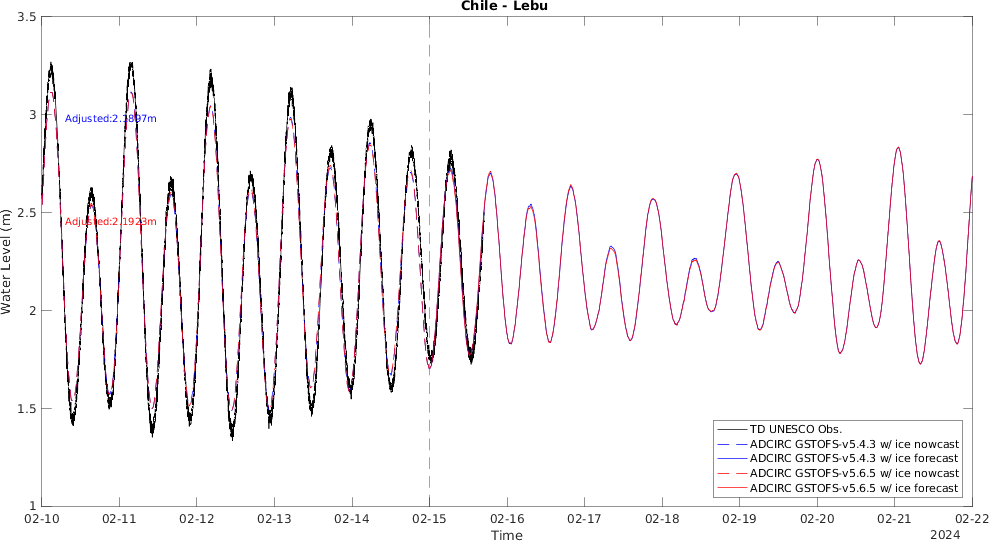 Chile - Lebu
3.5
3
2.5
2
1.5
1
Water Level (m)
Adjusted:2.1897m
Adjusted:2.1923m
TD UNESCO Obs.
ADCIRC GSTOFS-v5.4.3 w/ ice nowcast
ADCIRC GSTOFS-v5.4.3 w/ ice forecast
ADCIRC GSTOFS-v5.6.5 w/ ice nowcast
ADCIRC GSTOFS-v5.6.5 w/ ice forecast
02-10 02-11 02-12 02-13 02-14 02-15 02-16 02-17 02-18 02-19 02-20 02-21 02-22
Time
2024